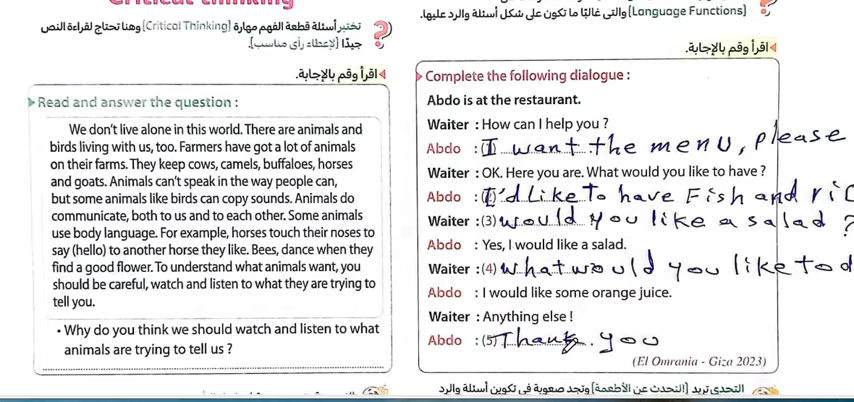 Critical thinking
تختبر أسئلة قطعة الفهم مهارة (Critical Thinking) وهنا تحتاج لقراءة النص
جيدًا (لإعطاء رأى مناسب).
اقرأ وقم بالإجابة.
Read and answer the question :
We don't live alone in this world. There are animals and
birds living with us, too. Farmers have got a lot of animals
on their farms. They keep cows, camels, buffaloes, horses
and goats. Animals can't speak in the way people can,
but some animals like birds can copy sounds. Animals do
communicate, both to us and to each other. Some animals
use body language. For example, horses touch their noses to
say (hello) to another horse they like. Bees, dance when they
find a good flower. To understand what animals want, you
should be careful, watch and listen to what they are trying to
tell you.
• Why do you think we should watch and listen to what
animals are trying to tell us ?
(Language Functions) والتى غالبًا ما تكون على شكل أسئلة والرد عليها.
اقرأ وقم بالإجابة.
Complete the following dialogue :
Abdo is at the restaurant.
Waiter : How can I help you ?
Abdo : (1) I want the menu, please
Waiter : OK. Here you are. What would you like to have ?
Abdo : (2) I'd Like To have Fish and ric
Waiter : (3) would you like a salad ?
Abdo : Yes, I would like a salad.
Waiter : (4) what would you like to d
Abdo : I would like some orange juice.
Waiter : Anything else !
Abdo : (5) Thank you
(El Omrania - Giza 2023)
التحدى تريد (التحدث عن الأطعمة) وتجد صعوبة فى تكوين أسئلة والرد